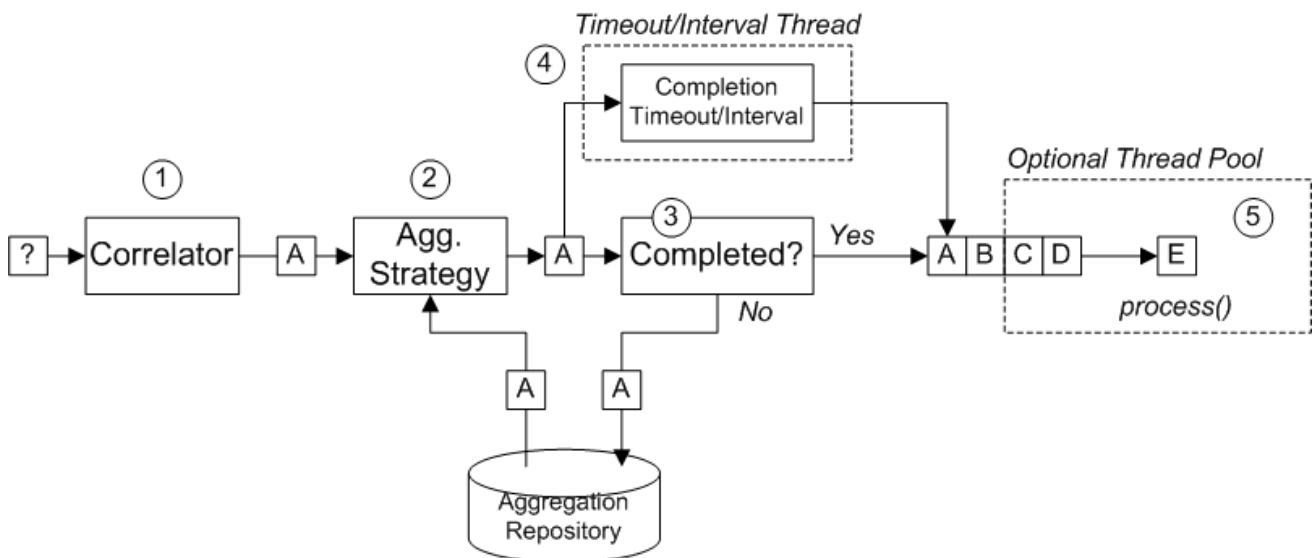 Timeout/Interval Thread
4
Completion
Timeout/Interval
Optional Thread Pool
1
2
3
5
?
Correlator
A
Agg.
Strategy
A
Completed?
Yes
A B C D
E
No
process()
A
A
Aggregation
Repository